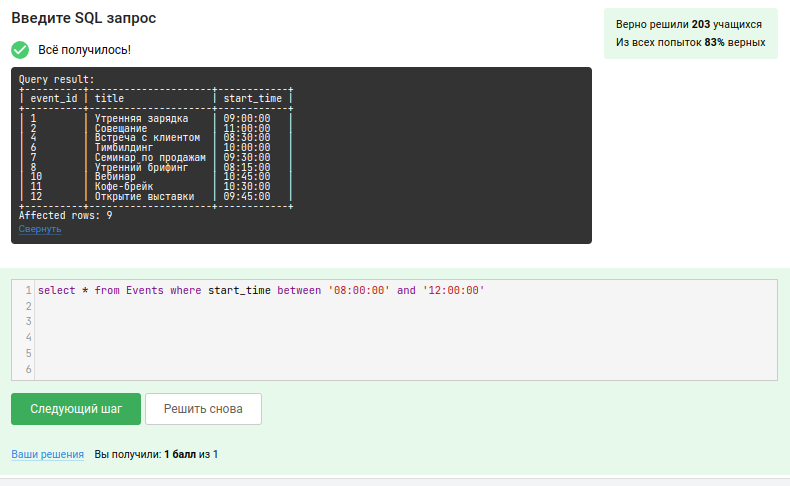 Введите SQL запрос
Верно решили 203 учащихся
Из всех попыток 83% верных
Всё получилось!
Query result:
+----------+---------------------+------------+
| event_id | title               | start_time |
+----------+---------------------+------------+
| 1        | Утренняя зарядка    | 09:00:00   |
| 2        | Совещание           | 11:00:00   |
| 4        | Встреча с клиентом  | 08:30:00   |
| 6        | Тимбилдинг          | 10:00:00   |
| 7        | Семинар по продажам | 09:30:00   |
| 8        | Утренний брифинг    | 08:15:00   |
| 10       | Вебинар             | 10:45:00   |
| 11       | Кофе-брейк          | 10:30:00   |
| 12       | Открытие выставки   | 09:45:00   |
+----------+---------------------+------------+
Affected rows: 9
Свернуть
1 select * from Events where start_time between '08:00:00' and '12:00:00'
2
3
4
5
6
Следующий шаг
Решить снова
Ваши решения Вы получили: 1 балл из 1